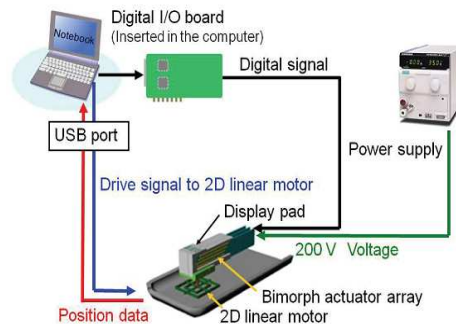 Digital I/O board
(Inserted in the computer)
Notebook
Digital signal
USB port
Power supply
Drive signal to 2D linear motor
Display pad
200 V Voltage
Bimorph actuator array
2D linear motor
Position data